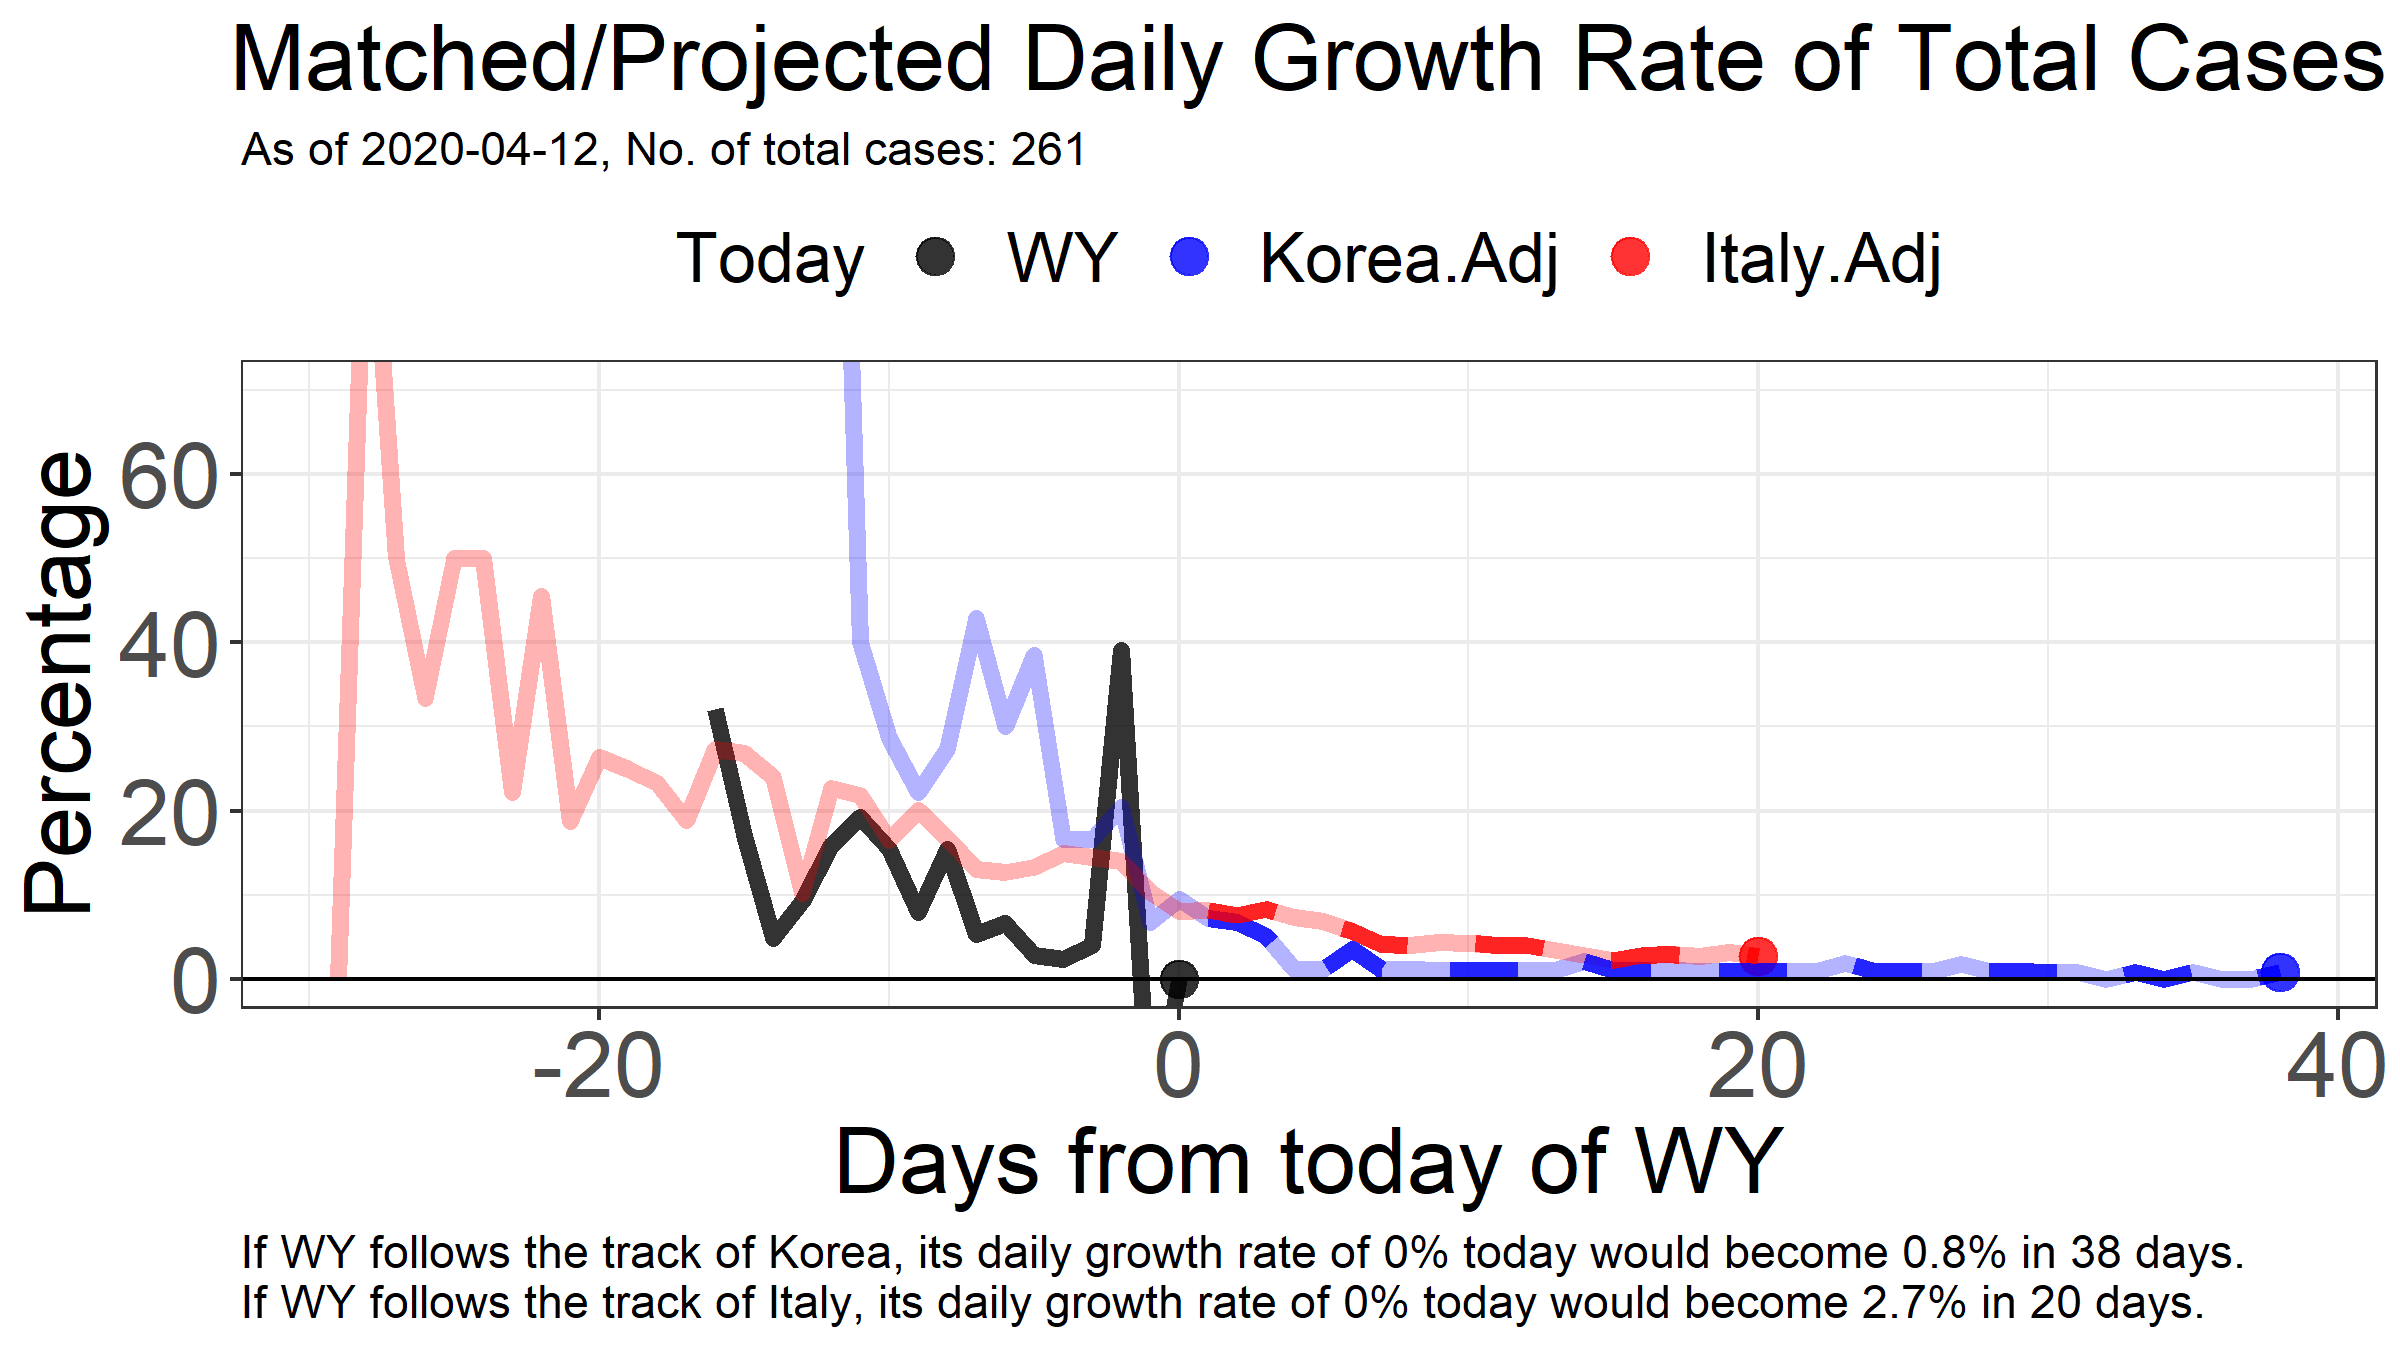 Matched/Projected Daily Growth Rate of Total Cases
As of 2020-04-12, No. of total cases: 261
Today WY Korea.Adj Italy.Adj
Percentage
60
40
20
0
-20 0 20 40
Days from today of WY
If WY follows the track of Korea, its daily growth rate of 0% today would become 0.8% in 38 days.
If WY follows the track of Italy, its daily growth rate of 0% today would become 2.7% in 20 days.